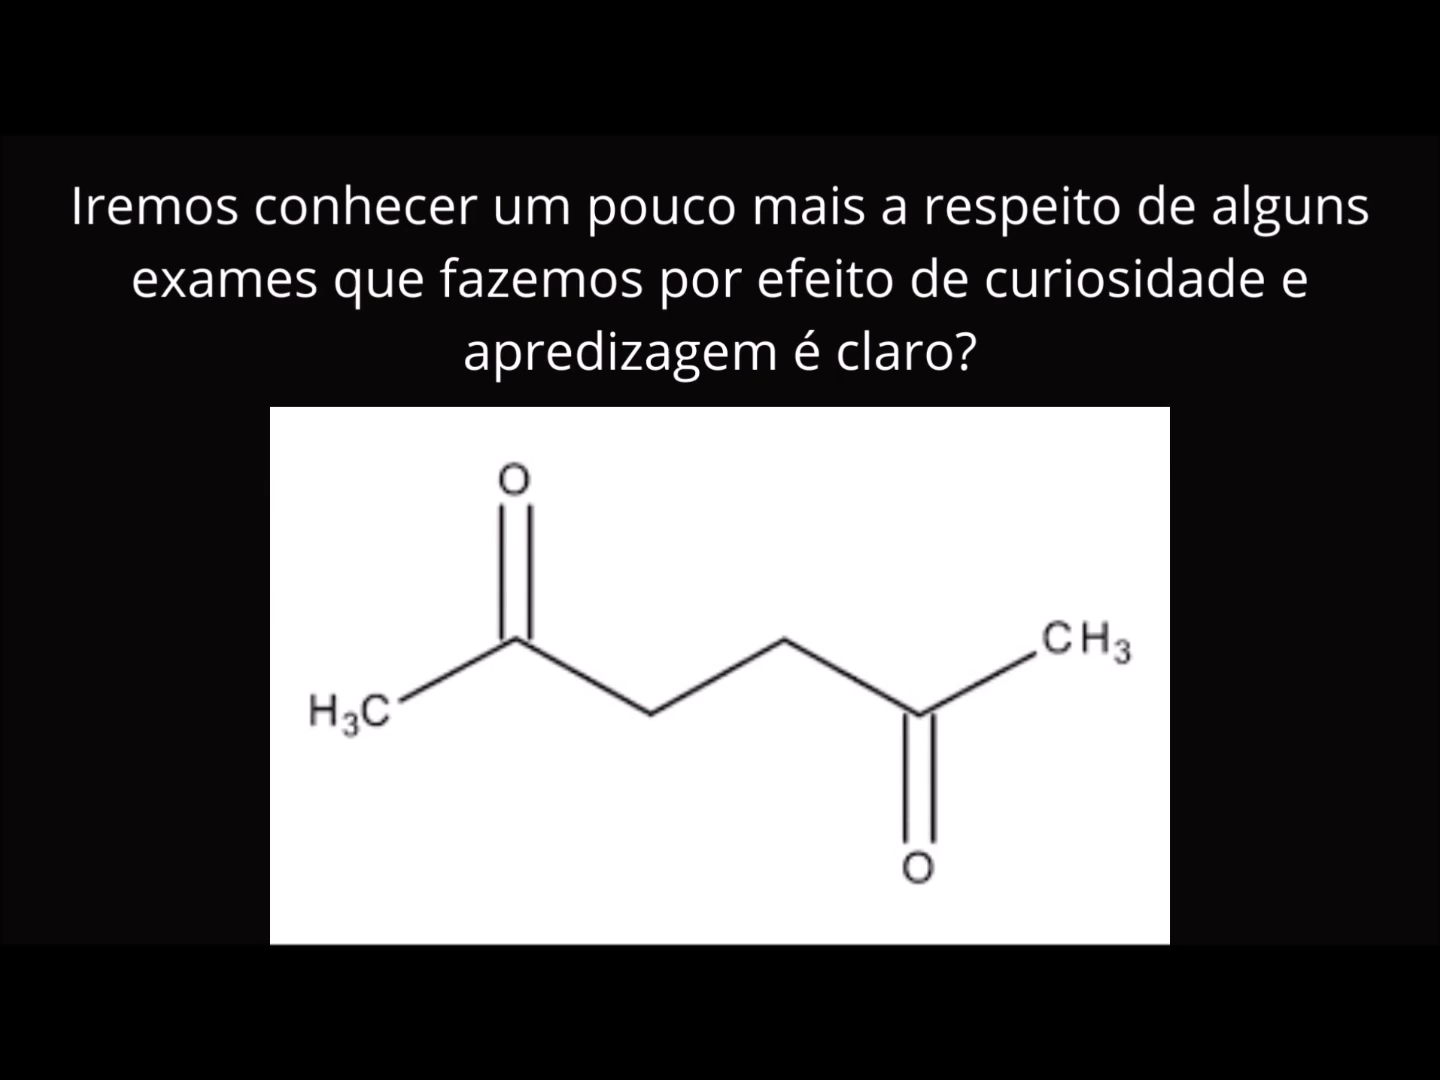 Iremos conhecer um pouco mais a respeito de alguns
exames que fazemos por efeito de curiosidade e
apredizagem é claro?
O
H₃C
CH₃
O